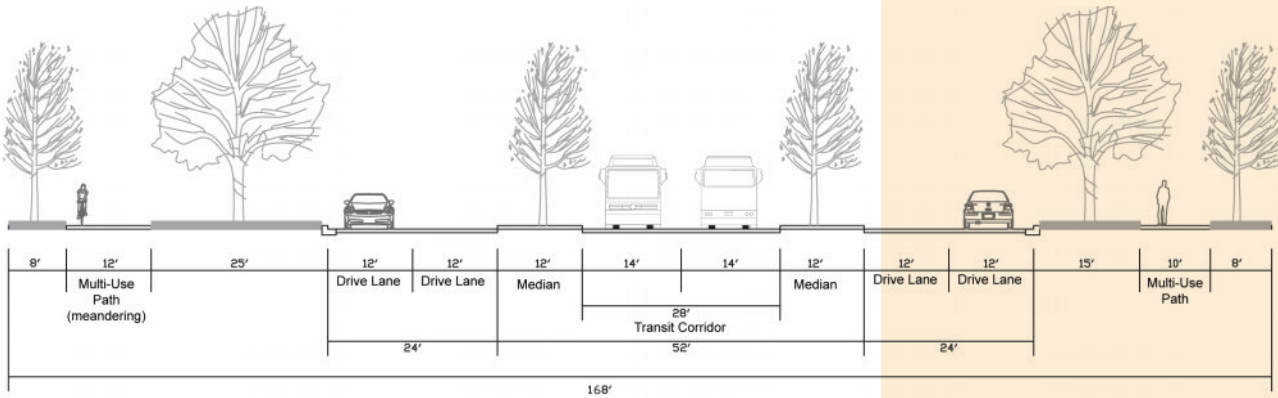 8' 12' 25' 12' 12' 12' 14' 14' 12' 12' 12' 15' 10' 8'
Multi-Use
Path
(meandering)
Drive Lane
Drive Lane
Median
Median
Drive Lane
Drive Lane
Multi-Use
Path
28'
Transit Corridor
24' 52' 24'
168'